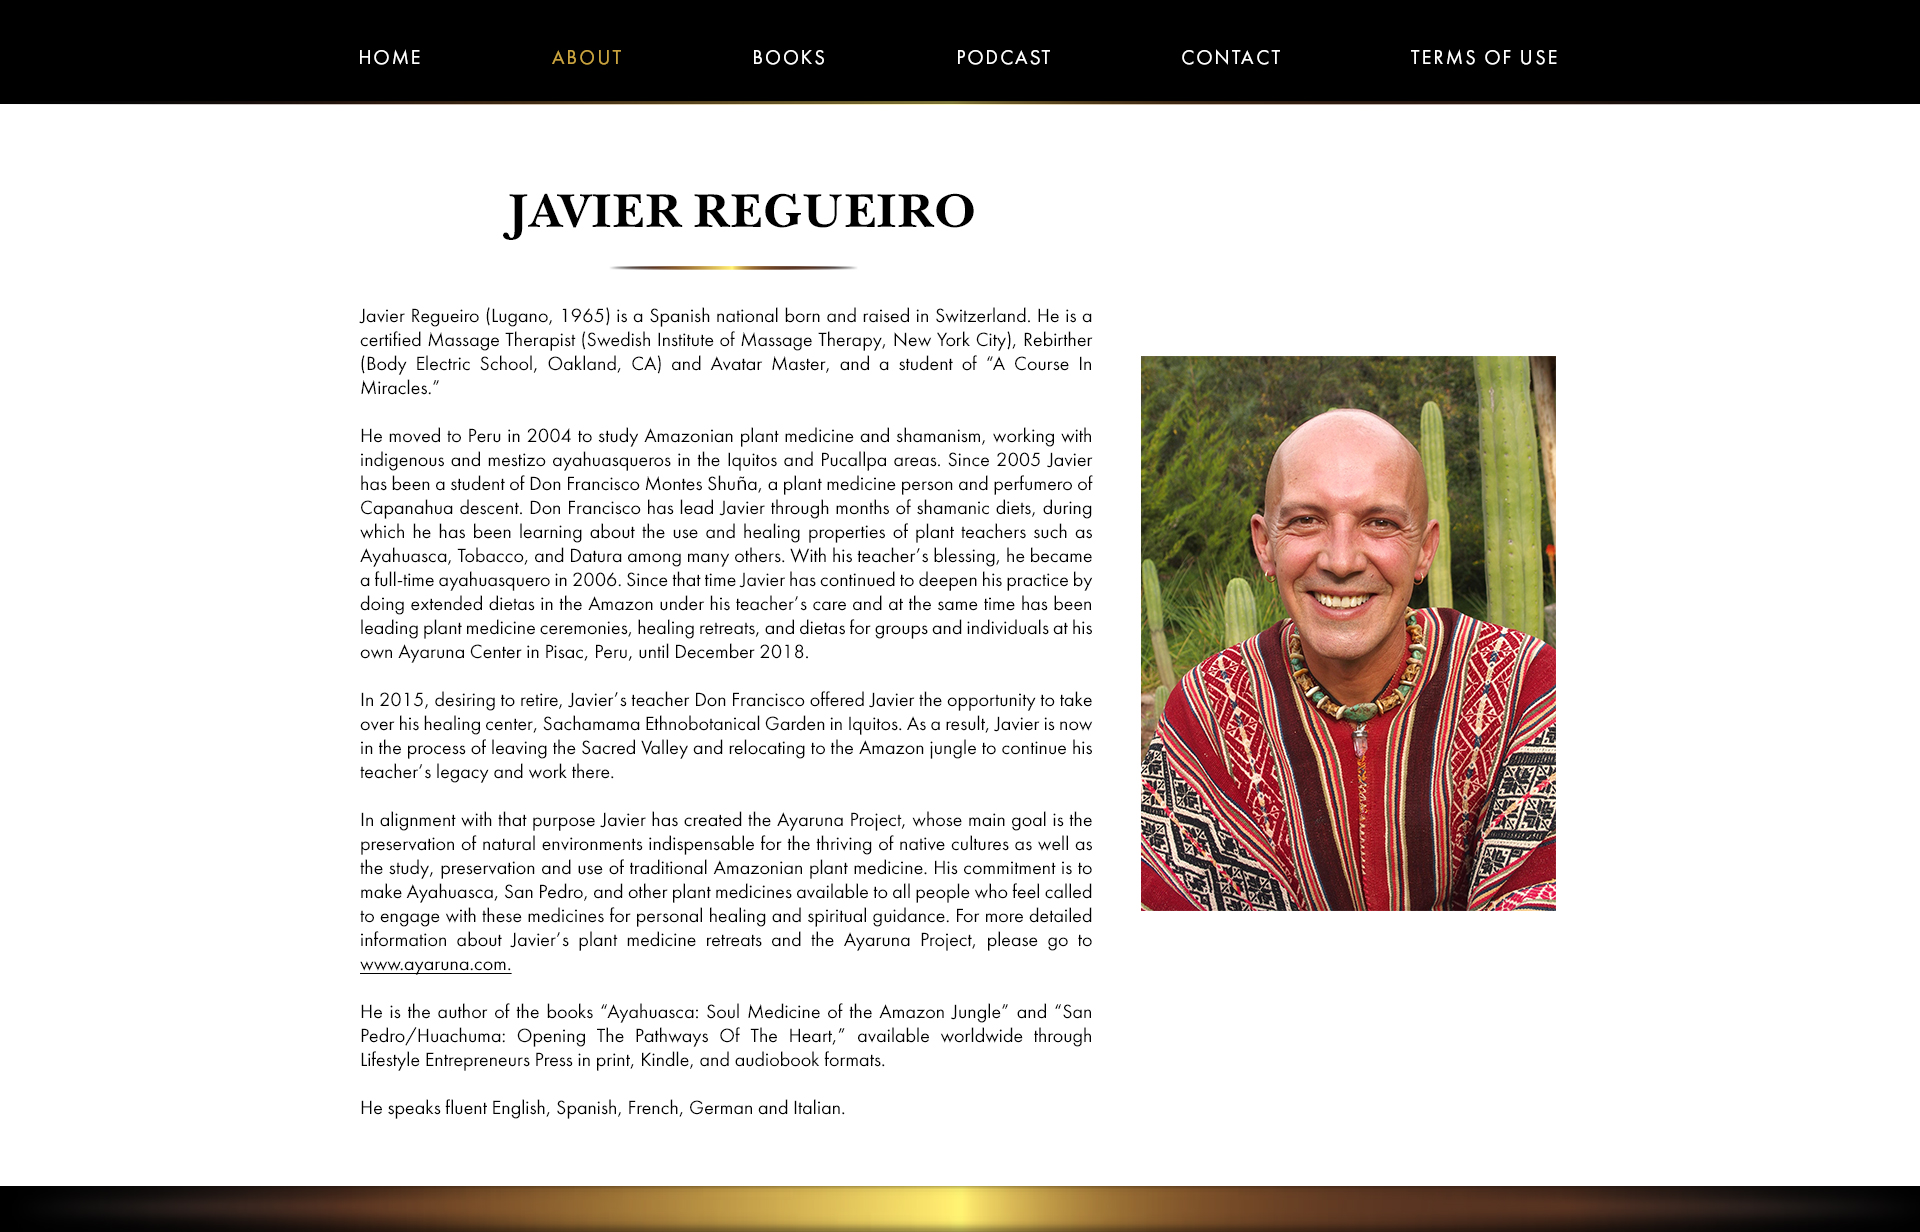 HOME ABOUT BOOKS PODCAST CONTACT TERMS OF USE
JAVIER REGUEIRO
Javier Regueiro (Lugano, 1965) is a Spanish national born and raised in Switzerland. He is a
certified Massage Therapist (Swedish Institute of Massage Therapy, New York City), Rebirther
(Body Electric School, Oakland, CA) and Avatar Master, and a student of “A Course In
Miracles.”
He moved to Peru in 2004 to study Amazonian plant medicine and shamanism, working with
indigenous and mestizo ayahuasqueros in the Iquitos and Pucallpa areas. Since 2005 Javier
has been a student of Don Francisco Montes Shuña, a plant medicine person and perfumero of
Capanahua descent. Don Francisco has lead Javier through months of shamanic diets, during
which he has been learning about the use and healing properties of plant teachers such as
Ayahuasca, Tobacco, and Datura among many others. With his teacher’s blessing, he became
a full-time ayahuasquero in 2006. Since that time Javier has continued to deepen his practice by
doing extended dietas in the Amazon under his teacher’s care and at the same time has been
leading plant medicine ceremonies, healing retreats, and dietas for groups and individuals at his
own Ayaruna Center in Pisac, Peru, until December 2018.
In 2015, desiring to retire, Javier’s teacher Don Francisco offered Javier the opportunity to take
over his healing center, Sachamama Ethnobotanical Garden in Iquitos. As a result, Javier is now
in the process of leaving the Sacred Valley and relocating to the Amazon jungle to continue his
teacher’s legacy and work there.
In alignment with that purpose Javier has created the Ayaruna Project, whose main goal is the
preservation of natural environments indispensable for the thriving of native cultures as well as
the study, preservation and use of traditional Amazonian plant medicine. His commitment is to
make Ayahuasca, San Pedro, and other plant medicines available to all people who feel called
to engage with these medicines for personal healing and spiritual guidance. For more detailed
information about Javier’s plant medicine retreats and the Ayaruna Project, please go to
www.ayaruna.com.
He is the author of the books “Ayahuasca: Soul Medicine of the Amazon Jungle” and “San
Pedro/Huachuma: Opening The Pathways Of The Heart,” available worldwide through
Lifestyle Entrepreneurs Press in print, Kindle, and audiobook formats.
He speaks fluent English, Spanish, French, German and Italian.